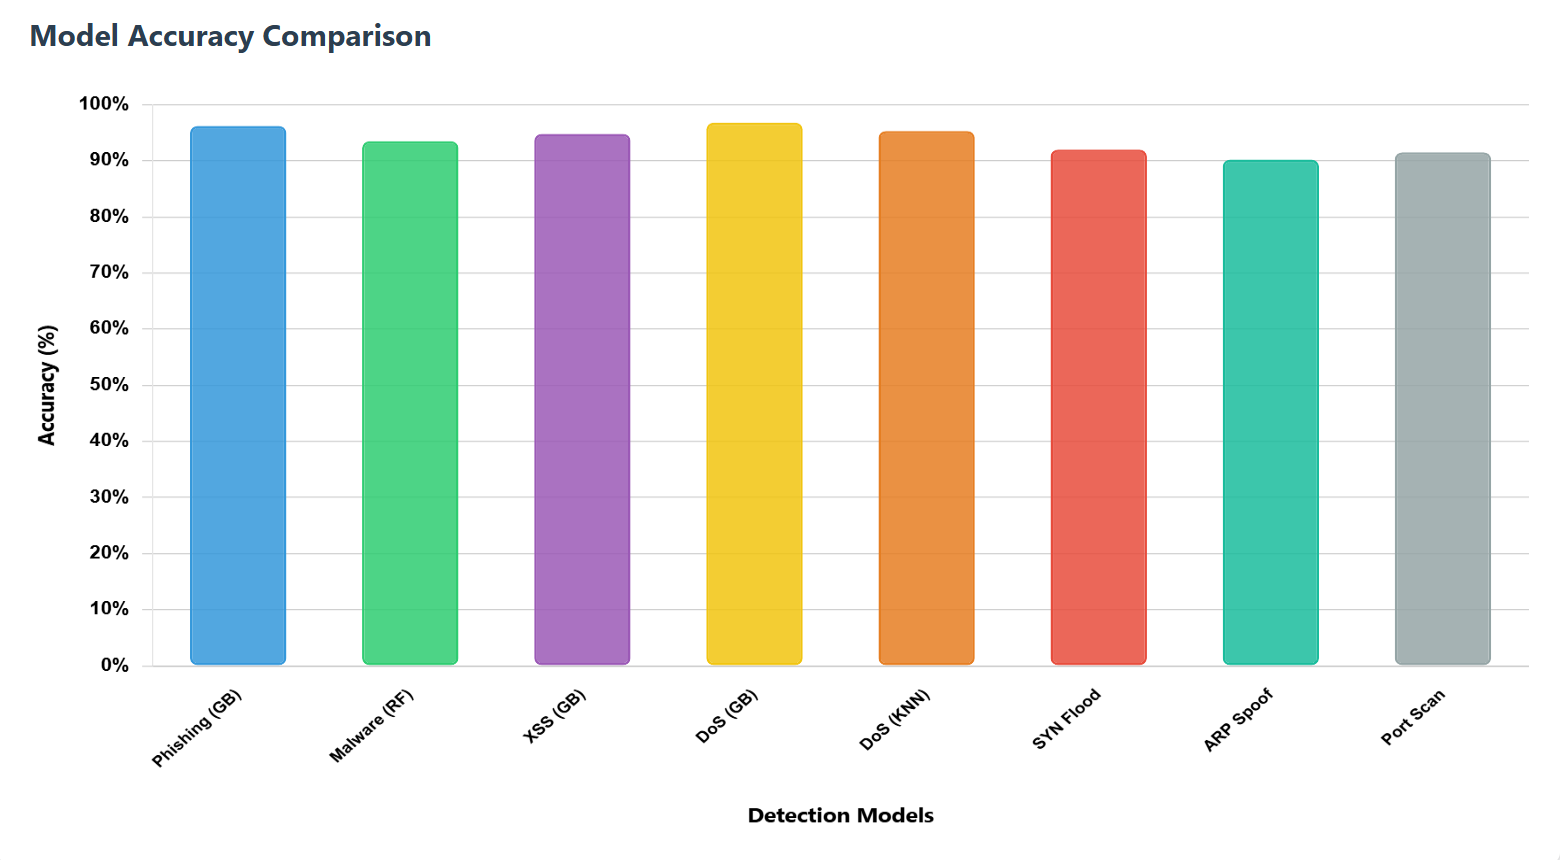 Model Accuracy Comparison
100%
90%
80%
70%
60%
50%
40%
30%
20%
10%
0%
Accuracy (%)
Phishing (GB)
Malware (RF)
XSS (GB)
DoS (GB)
DoS (KNN)
SYN Flood
ARP Spoof
Port Scan
Detection Models